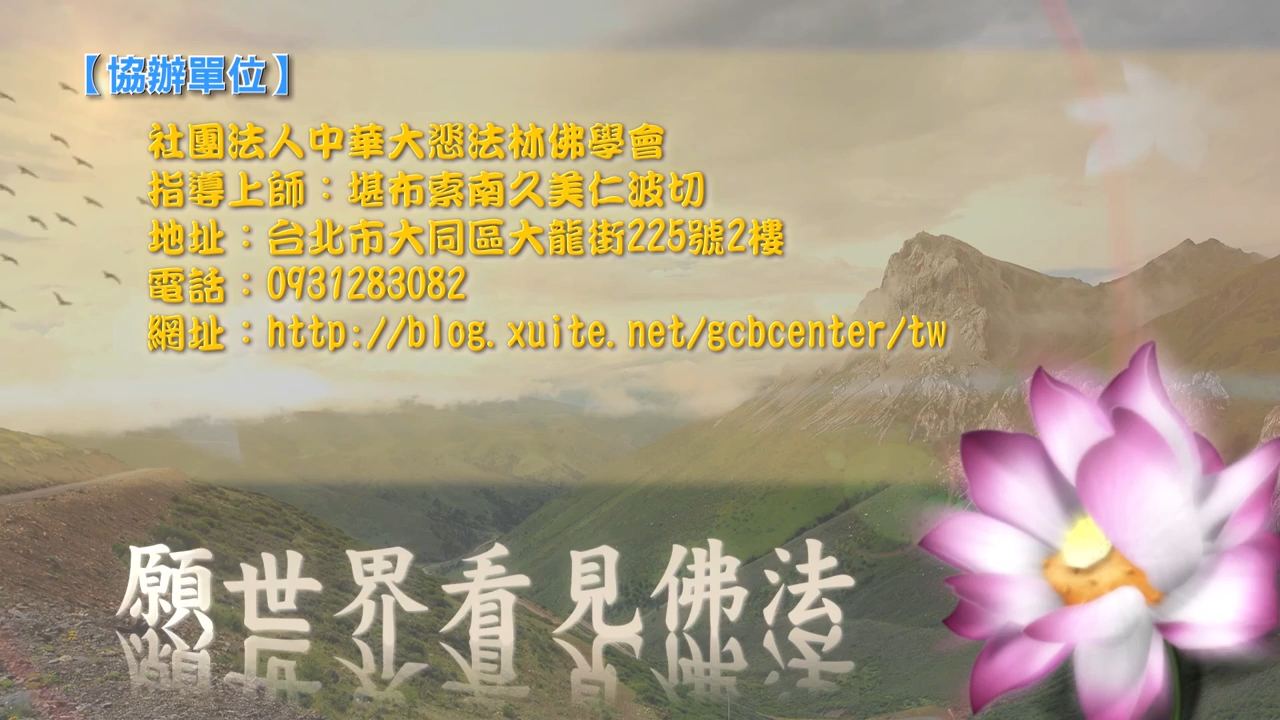 【協辦單位】
社團法人中華大悲法林佛學會
指導上師：堪布索南久美仁波切
地址：台北市大同區大龍街225號2樓
電話：0931283082
網址：http://blog.xuite.net/gcbcenter/tw
願世界看見佛法